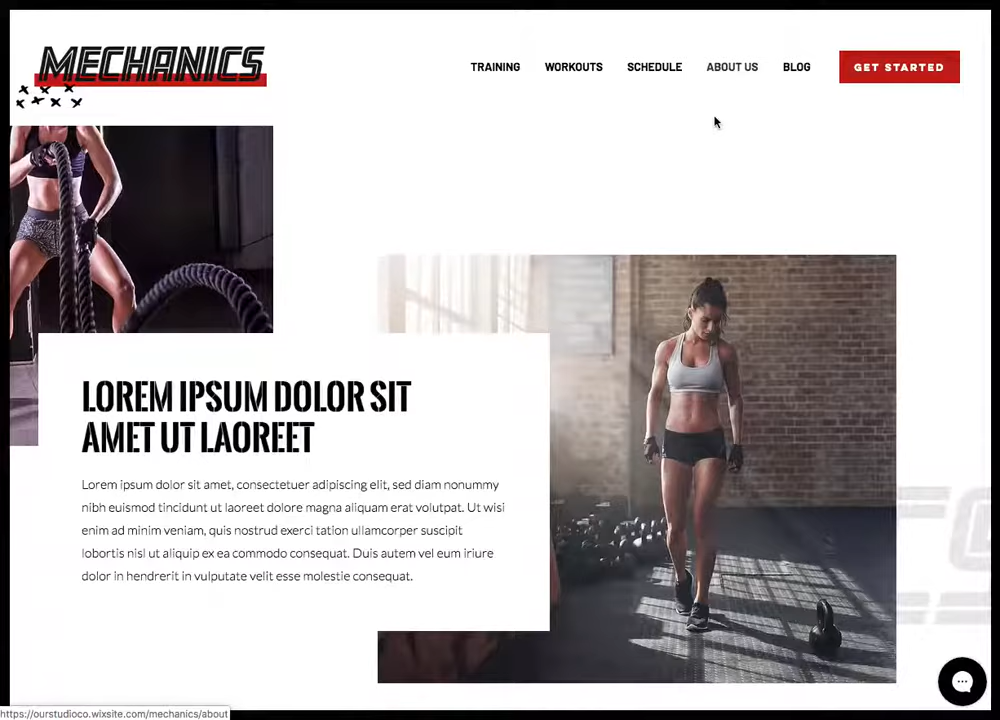 MECHANICS
TRAINING WORKOUTS SCHEDULE ABOUT US BLOG GET STARTED
LOREM IPSUM DOLOR SIT
AMET UT LAOREET
Lorem ipsum dolor sit amet, consectetuer adipiscing elit, sed diam nonummy
nibh euismod tincidunt ut laoreet dolore magna aliquam erat volutpat. Ut wisi
enim ad minim veniam, quis nostrud exerci tation ullamcorper suscipit
lobortis nisl ut aliquip ex ea commodo consequat. Duis autem vel eum iriure
dolor in hendrerit in vulputate velit esse molestie consequat.
https://ourstudioco.wixsite.com/mechanics/about